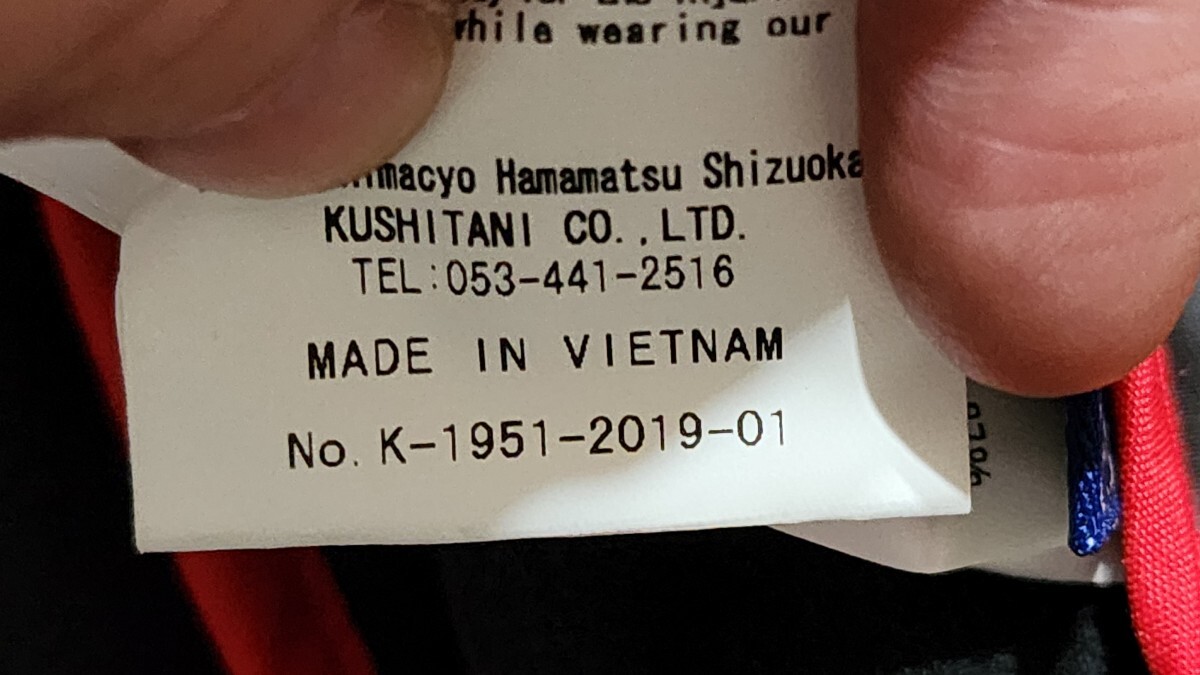 while wearing our
Hamamatsu Shizuoka
KUSHITANI CO.,LTD.
TEL:053-441-2516
MADE IN VIETNAM
No. K-1951-2019-01